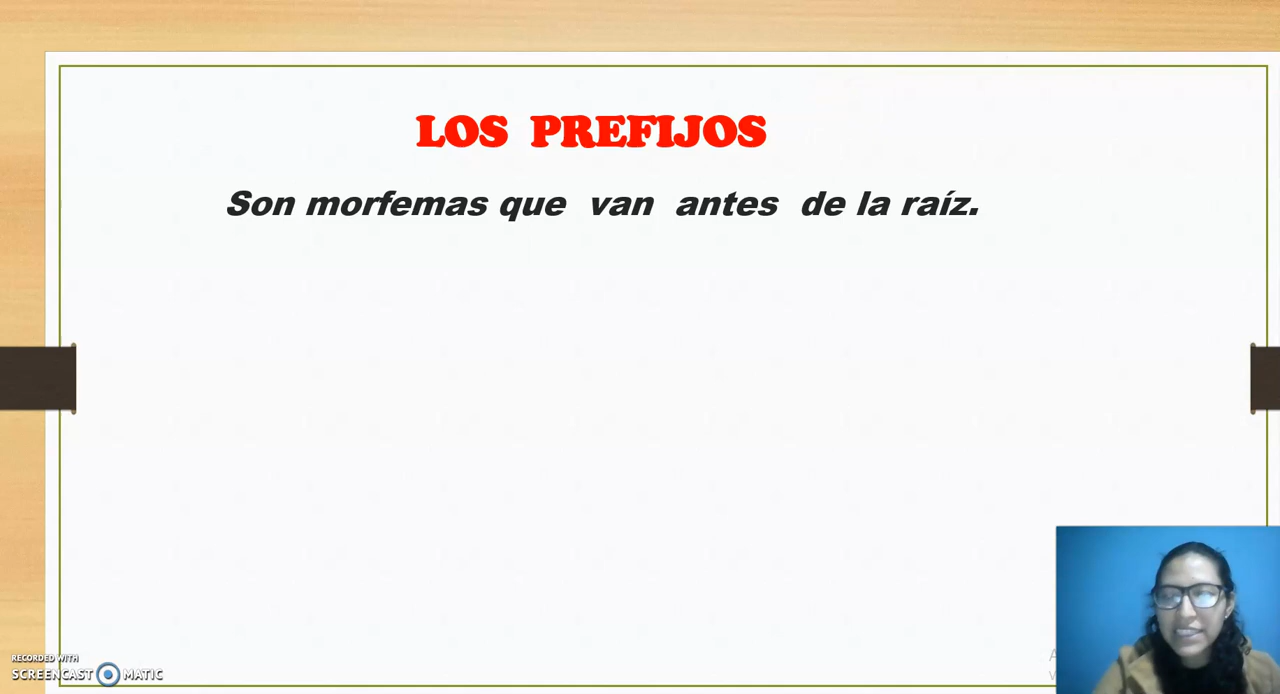 LOS PREFIJOS
Son morfemas que van antes de la raíz.
RECORDED WITH
SCREENCAST MATIC